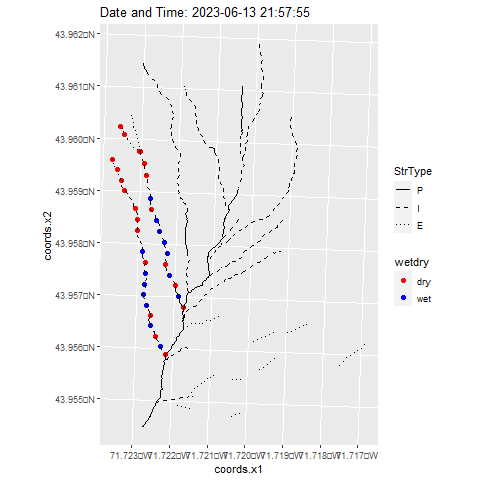 Date and Time: 2023-06-13 21:57:55
43.962□N
43.961□N
43.960□N
43.959□N
43.958□N
43.957□N
43.956□N
43.955□N
coords.x2
71.723□W 71.722□W 71.721□W 71.720□W 71.719□W 71.718□W 71.717□W
coords.x1
StrType
P
I
E
wetdry
dry
wet